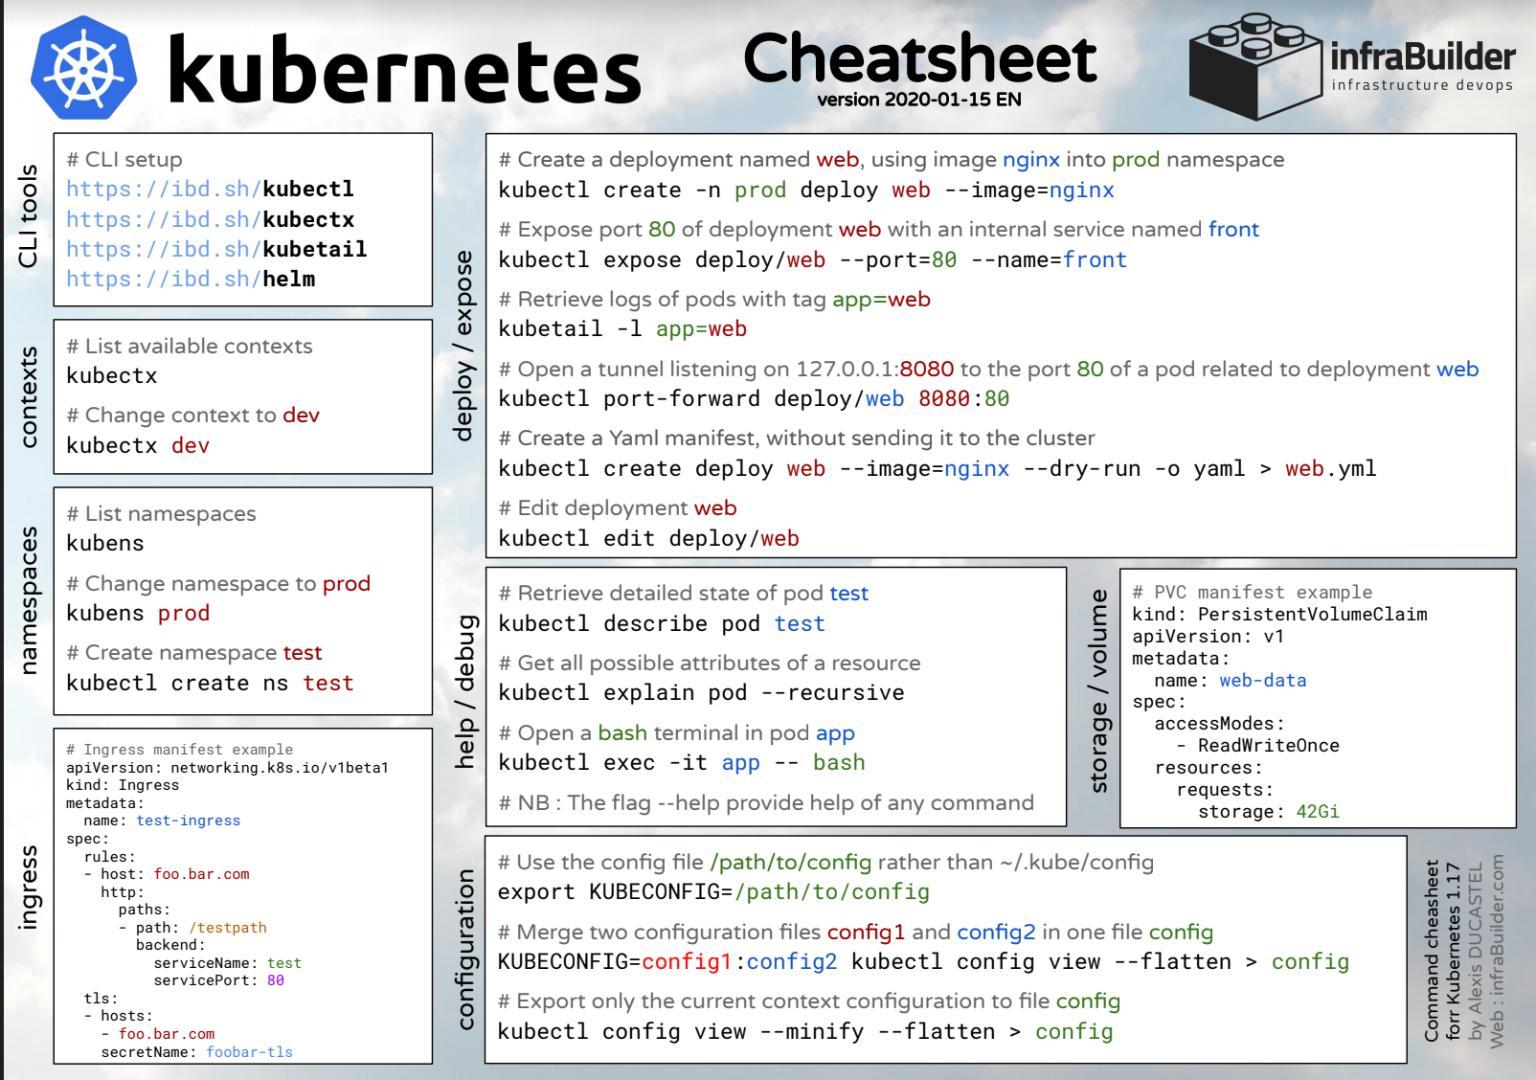 kubernetes
Cheatsheet
version 2020-01-15 EN
infraBuilder
infrastructure devops
CLI tools
# CLI setup
https://ibd.sh/kubectl
https://ibd.sh/kubectx
https://ibd.sh/kubetail
https://ibd.sh/helm
contexts
# List available contexts
kubectx
# Change context to dev
kubectx dev
namespaces
# List namespaces
kubens
# Change namespace to prod
kubens prod
# Create namespace test
kubectl create ns test
ingress
# Ingress manifest example
apiVersion: networking.k8s.io/v1beta1
kind: Ingress
metadata:
  name: test-ingress
spec:
  rules:
  - host: foo.bar.com
    http:
      paths:
      - path: /testpath
        backend:
          serviceName: test
          servicePort: 80
  tls:
  - hosts:
    - foo.bar.com
    secretName: foobar-tls
deploy / expose
# Create a deployment named web, using image nginx into prod namespace
kubectl create -n prod deploy web --image=nginx
# Expose port 80 of deployment web with an internal service named front
kubectl expose deploy/web --port=80 --name=front
# Retrieve logs of pods with tag app=web
kubetail -l app=web
# Open a tunnel listening on 127.0.0.1:8080 to the port 80 of a pod related to deployment web
kubectl port-forward deploy/web 8080:80
# Create a Yaml manifest, without sending it to the cluster
kubectl create deploy web --image=nginx --dry-run -o yaml > web.yml
# Edit deployment web
kubectl edit deploy/web
help / debug
# Retrieve detailed state of pod test
kubectl describe pod test
# Get all possible attributes of a resource
kubectl explain pod --recursive
# Open a bash terminal in pod app
kubectl exec -it app -- bash
# NB : The flag --help provide help of any command
storage / volume
# PVC manifest example
kind: PersistentVolumeClaim
apiVersion: v1
metadata:
  name: web-data
spec:
  accessModes:
    - ReadWriteOnce
  resources:
    requests:
      storage: 42Gi
configuration
# Use the config file /path/to/config rather than ~/.kube/config
export KUBECONFIG=/path/to/config
# Merge two configuration files config1 and config2 in one file config
KUBECONFIG=config1:config2 kubectl config view --flatten > config
# Export only the current context configuration to file config
kubectl config view --minify --flatten > config
Command cheasheet
forr Kubernetes 1.17
by Alexis DUCASTEL
Web : infraBuilder.com